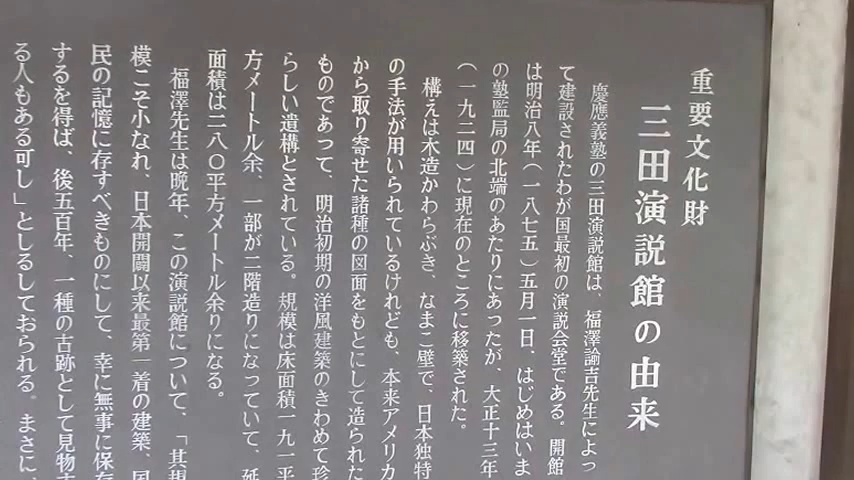 重要文化財
三田演説館の由来
慶應義塾の三田演説館は、福澤諭吉先生によっ
て建設されたわが国最初の演説会堂である。開館
は明治八年(一八七五)五月一日、はじめはいま
の塾監局の北端のあたりにあったが、大正十三年
(一九二四)に現在のところに移築された。
構えは木造かわらぶき、なまこ壁で、日本独特
の手法が用いられているけれども、本来アメリカ
から取り寄せた諸種の図面をもとにして造られた
ものであって、明治初期の洋風建築のきわめて珍
らしい遺構とされている。規模は床面積一九一平
方メートル余、一部が二階造りになっていて、延
面積は二八〇平方メートル余りになる。
福澤先生は晩年、この演説館について、「其規
模こそ小なれ、日本開闢以来最第一着の建築、国
民の記憶に存すべきものにして、幸に無事に保存
するを得ば、後五百年、一種の古跡として見物す
る人もある可し」としるしておられる。まさに、